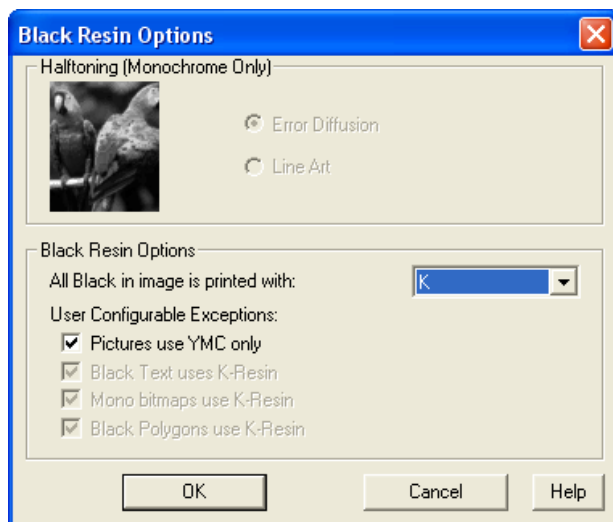 Black Resin Options
Halftoning (Monochrome Only)
Error Diffusion
Line Art
Black Resin Options
All Black in image is printed with: K
User Configurable Exceptions:
Pictures use YMC only
Black Text uses K-Resin
Mono bitmaps use K-Resin
Black Polygons use K-Resin
OK Cancel Help